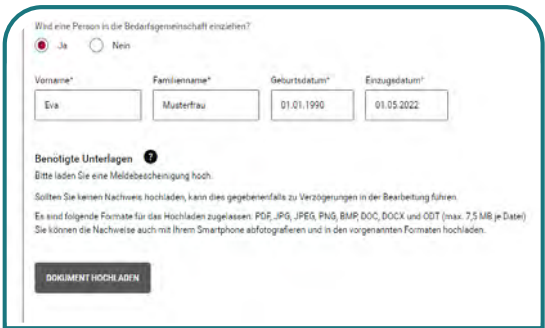 Wird eine Person in die Bedarfsgemeinschaft einziehen?
Ja Nein
Vorname* Familienname* Geburtsdatum* Einzugsdatum*
Eva Musterfrau 01.01.1990 01.05.2022
Benötigte Unterlagen ?
Bitte laden Sie eine Meldebescheinigung hoch.
Sollten Sie keinen Nachweis hochladen, kann dies gegebenenfalls zu Verzögerungen in der Bearbeitung führen.
Es sind folgende Formate für das Hochladen zugelassen: PDF, JPG, JPEG, PNG, BMP, DOC, DOCX und ODT (max. 7,5 MB je Datei)
Sie können die Nachweise auch mit Ihrem Smartphone abfotografieren und in den vorgenannten Formaten hochladen.
DOKUMENT HOCHLADEN